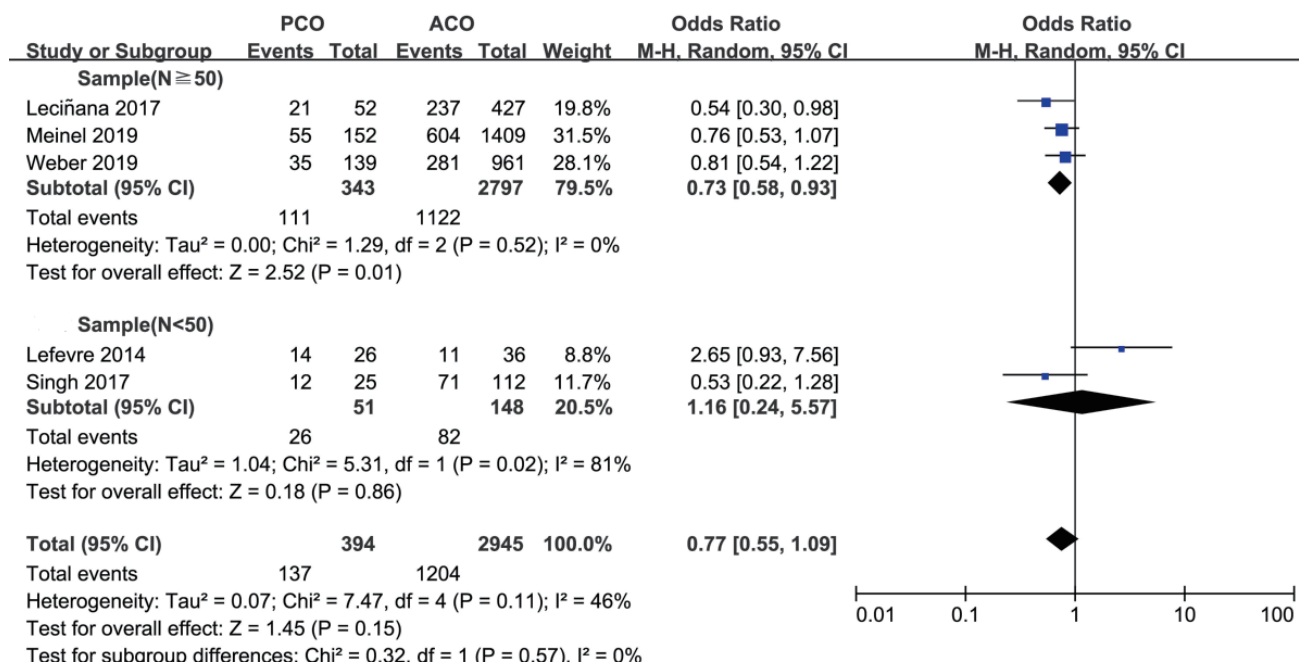 PCO ACO Odds Ratio Odds Ratio
Study or Subgroup Events Total Events Total Weight M-H, Random, 95% CI M-H, Random, 95% CI
Sample(N≧50)
Leciñana 2017 21 52 237 427 19.8% 0.54 [0.30, 0.98]
Meinel 2019 55 152 604 1409 31.5% 0.76 [0.53, 1.07]
Weber 2019 35 139 281 961 28.1% 0.81 [0.54, 1.22]
Subtotal (95% CI) 343 2797 79.5% 0.73 [0.58, 0.93]
Total events 111 1122
Heterogeneity: Tau² = 0.00; Chi² = 1.29, df = 2 (P = 0.52); I² = 0%
Test for overall effect: Z = 2.52 (P = 0.01)
Sample(N<50)
Lefevre 2014 14 26 11 36 8.8% 2.65 [0.93, 7.56]
Singh 2017 12 25 71 112 11.7% 0.53 [0.22, 1.28]
Subtotal (95% CI) 51 148 20.5% 1.16 [0.24, 5.57]
Total events 26 82
Heterogeneity: Tau² = 1.04; Chi² = 5.31, df = 1 (P = 0.02); I² = 81%
Test for overall effect: Z = 0.18 (P = 0.86)
Total (95% CI) 394 2945 100.0% 0.77 [0.55, 1.09]
Total events 137 1204
Heterogeneity: Tau² = 0.07; Chi² = 7.47, df = 4 (P = 0.11); I² = 46%
Test for overall effect: Z = 1.45 (P = 0.15)
Test for subgroup differences: Chi² = 0.32, df = 1 (P = 0.57), I² = 0%
0.01 0.1 1 10 100